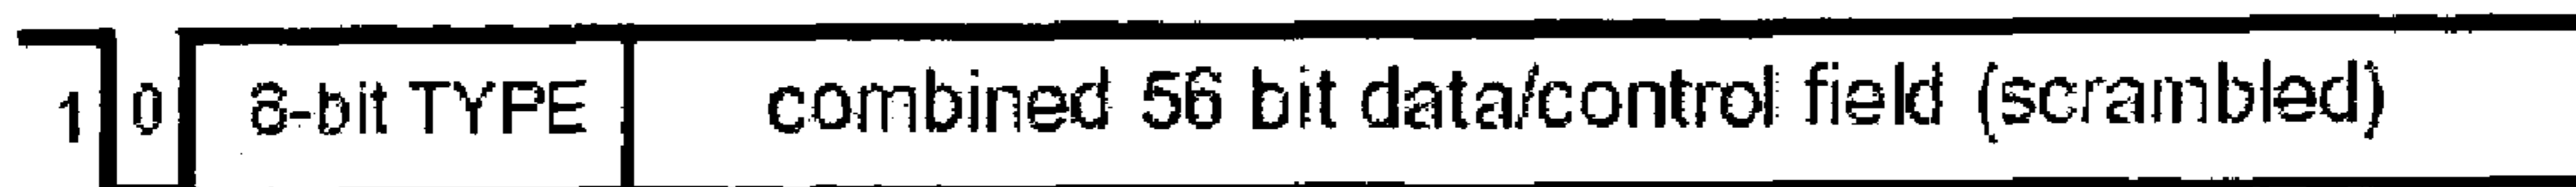 1 0 8-bit TYPE combined 56 bit data/control field (scrambled)